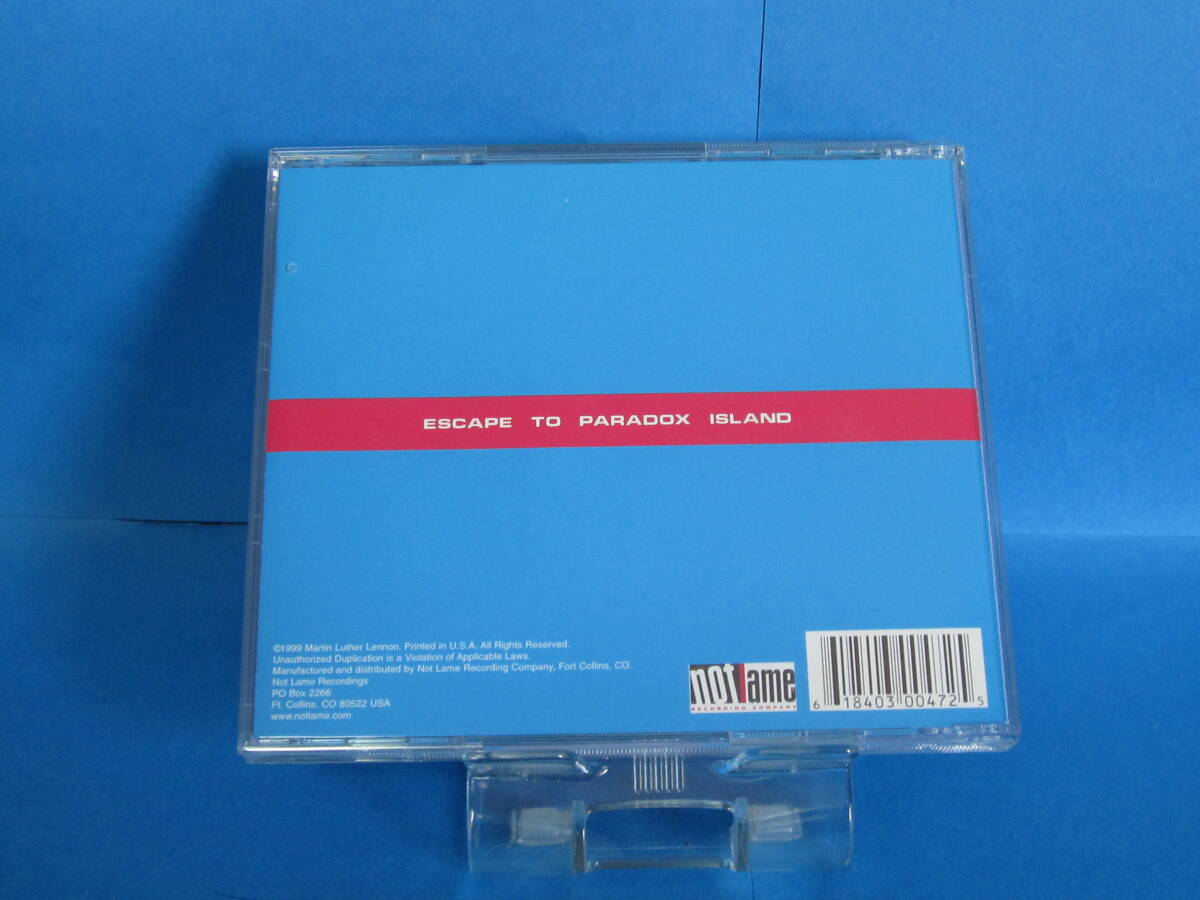 ESCAPE TO PARADOX ISLAND
©1999 Martin Luther Lennon. Printed in U.S.A. All Rights Reserved.
Unauthorized Duplication is a Violation of Applicable Laws.
Manufactured and distributed by Not Lame Recording Company, Fort Collins, CO.
Not Lame Recordings
PO Box 2266
Ft. Collins, CO 80522 USA
www.notlame.com
notlame
RECORDING COMPANY
6 18403 00472 5